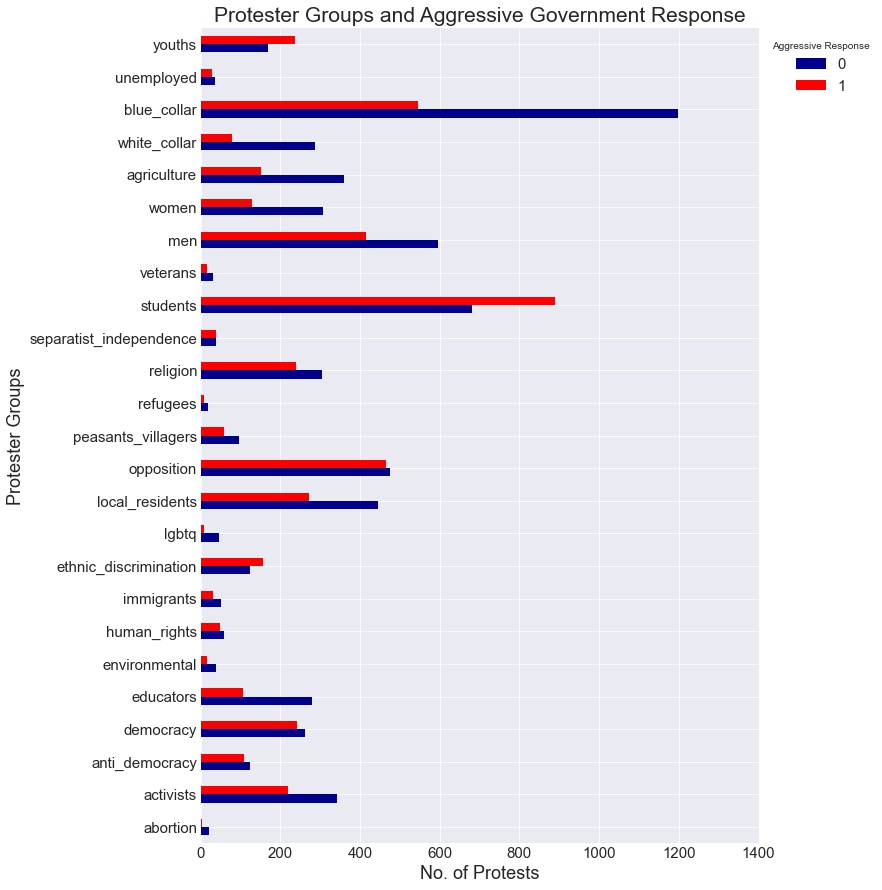 Protester Groups and Aggressive Government Response
Aggressive Response
0
1
Protester Groups
youths
unemployed
blue_collar
white_collar
agriculture
women
men
veterans
students
separatist_independence
religion
refugees
peasants_villagers
opposition
local_residents
lgbtq
ethnic_discrimination
immigrants
human_rights
environmental
educators
democracy
anti_democracy
activists
abortion
0 200 400 600 800 1000 1200 1400
No. of Protests